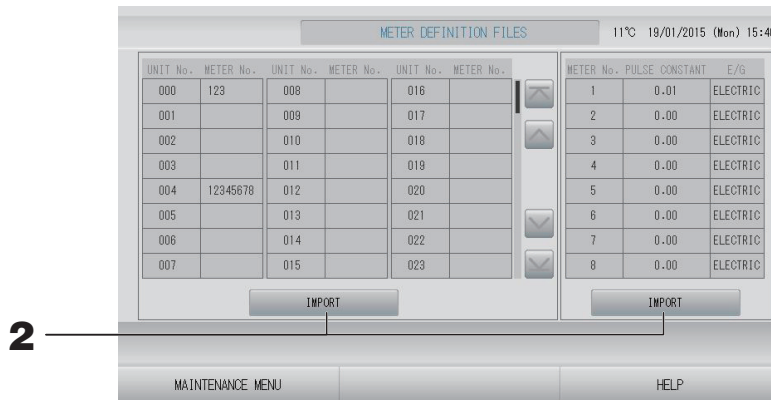 METER DEFINITION FILES 11°C 19/01/2015 (Mon) 15:4
UNIT No. METER No. UNIT No. METER No. UNIT No. METER No. METER No. PULSE CONSTANT E/G
000 123 008 016 1 0.01 ELECTRIC
001 009 017 2 0.00 ELECTRIC
002 010 018 3 0.00 ELECTRIC
003 011 019 4 0.00 ELECTRIC
004 12345678 012 020 5 0.00 ELECTRIC
005 013 021 6 0.00 ELECTRIC
006 014 022 7 0.00 ELECTRIC
007 015 023 8 0.00 ELECTRIC
IMPORT IMPORT
2
MAINTENANCE MENU HELP